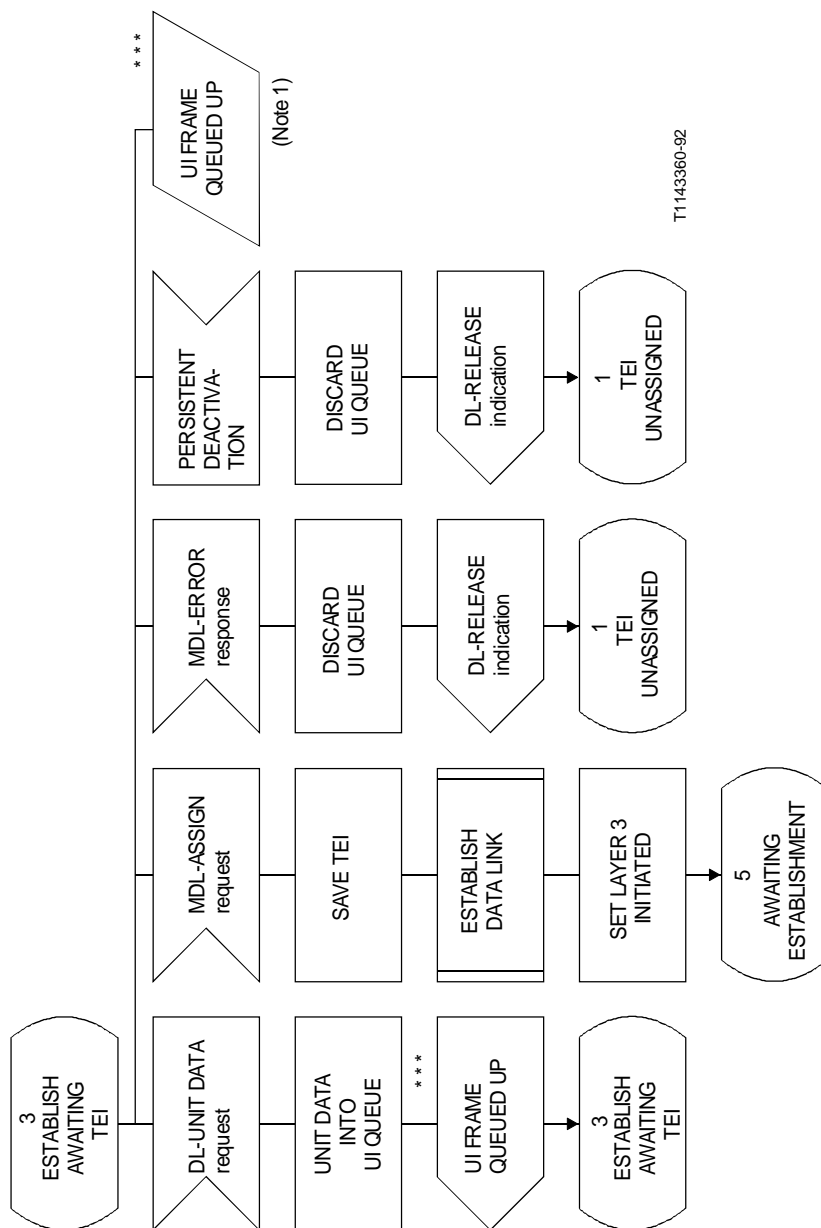 3
ESTABLISH
AWAITING
TEI
DL-UNIT DATA
request
UNIT DATA
INTO
UI QUEUE
* * *
UI FRAME
QUEUED UP
3
ESTABLISH
AWAITING
TEI
MDL-ASSIGN
request
SAVE TEI
ESTABLISH
DATA LINK
SET LAYER 3
INITIATED
5
AWAITING
ESTABLISHMENT
MDL-ERROR
response
DISCARD
UI QUEUE
DL-RELEASE
indication
1
TEI
UNASSIGNED
PERSISTENT
DEACTIVA-
TION
DISCARD
UI QUEUE
DL-RELEASE
indication
1
TEI
UNASSIGNED
* * *
UI FRAME
QUEUED UP
(Note 1)
T1143360-92